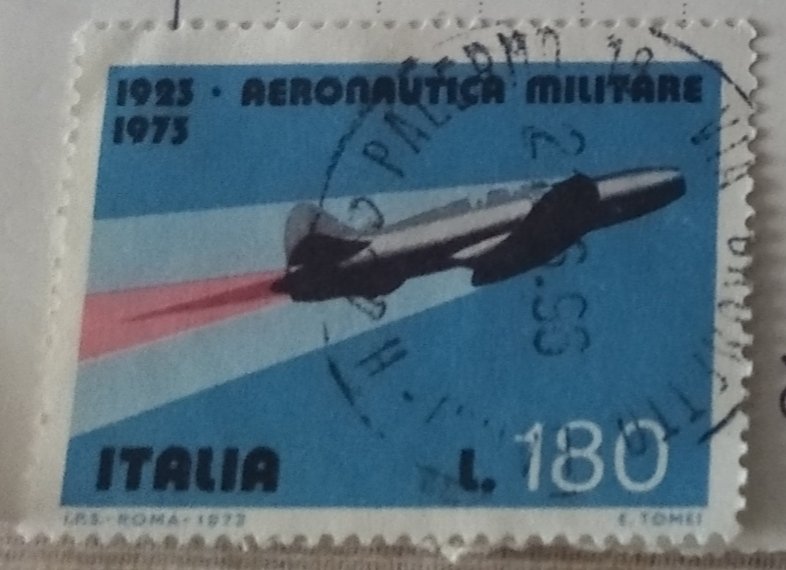 1923 · AERONAUTICA MILITARE
1973
PALERMO
ITALIA L. 180
I.P.S. - ROMA - 1973 E. TOMEI